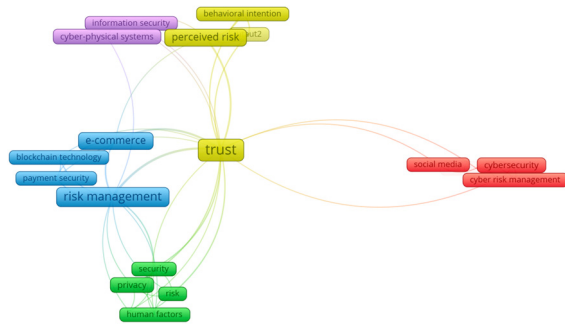 behavioral intention
information security
cyber-physical systems
perceived risk
e-commerce
trust
blockchain technology
social media
cybersecurity
payment security
cyber risk management
risk management
security
privacy
risk
human factors